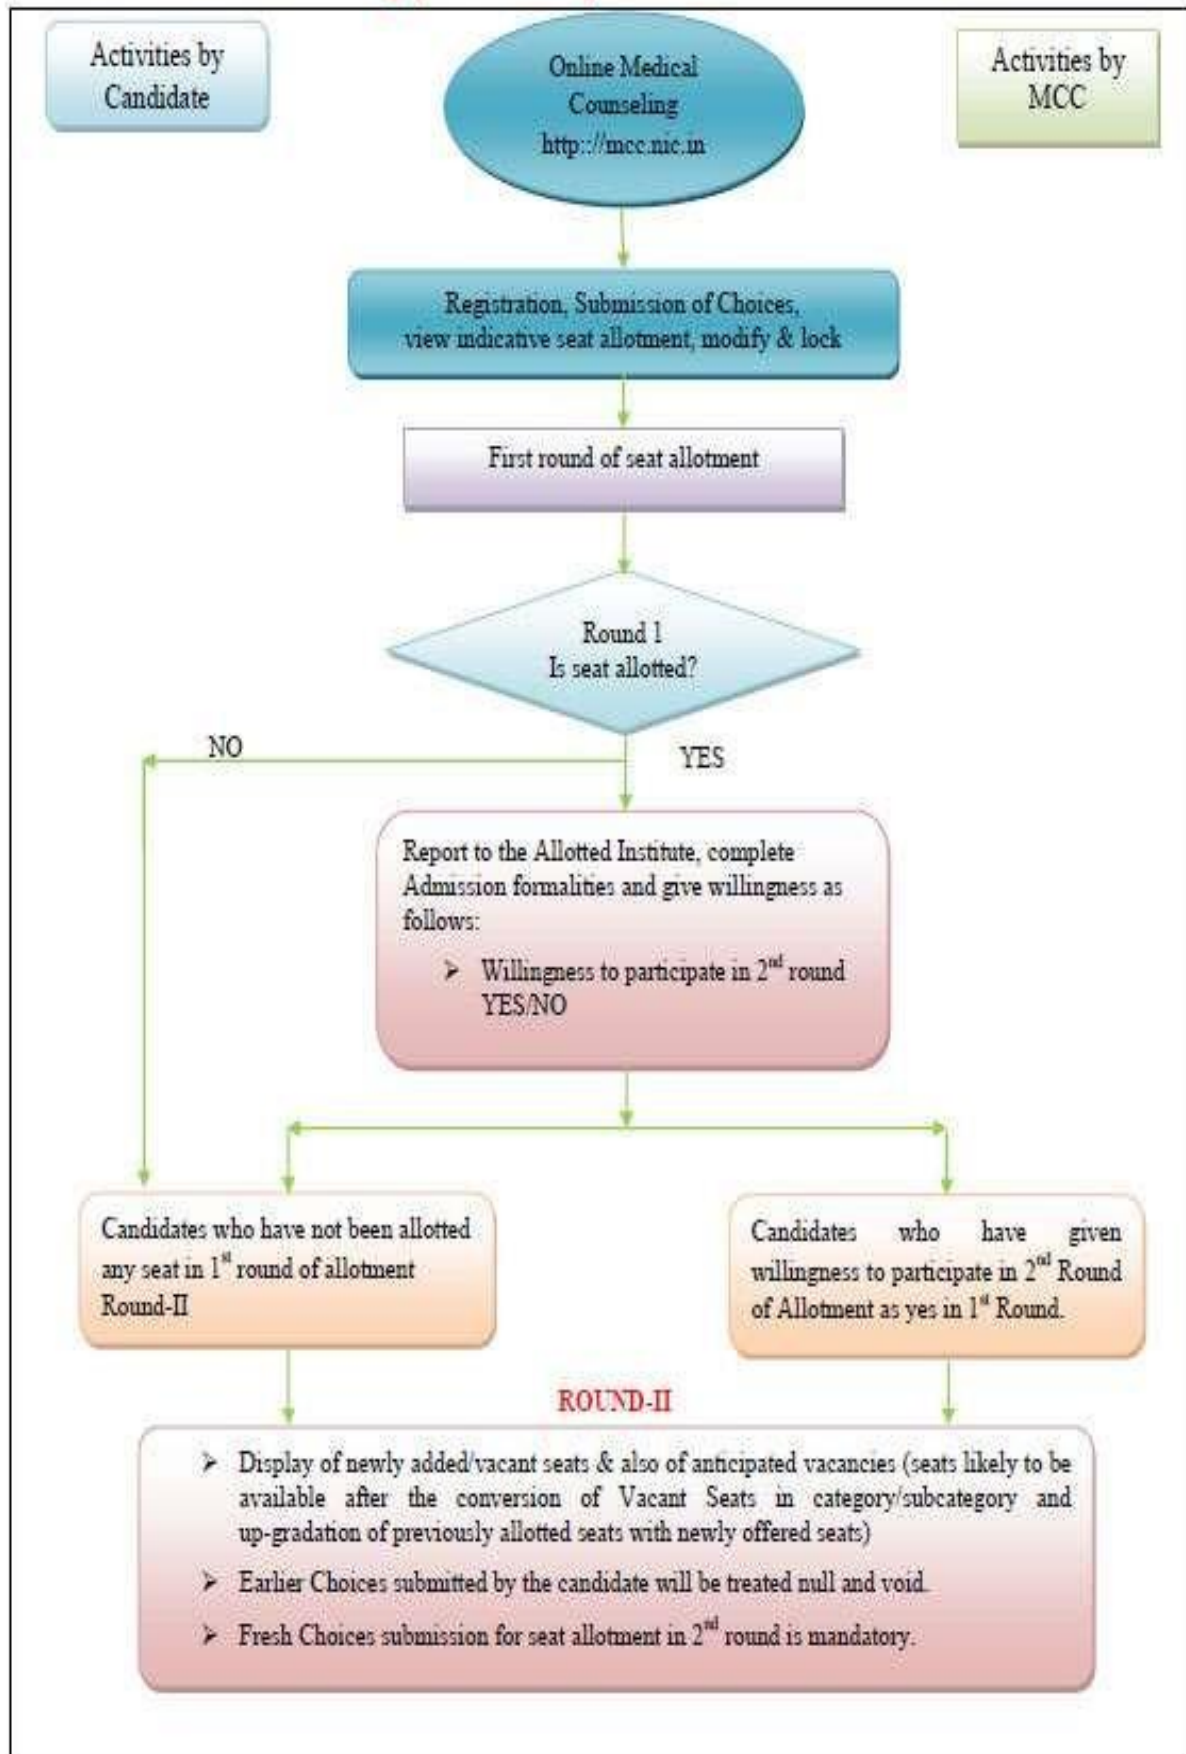 Activities by
Candidate
Online Medical
Counseling
http:://mcc.nic.in
Activities by
MCC
Registration, Submission of Choices,
view indicative seat allotment, modify & lock
First round of seat allotment
Round 1
Is seat allotted?
NO
YES
Report to the Allotted Institute, complete
Admission formalities and give willingness as
follows:
➢ Willingness to participate in 2nd round
YES/NO
Candidates who have not been allotted
any seat in 1st round of allotment
Round-II
Candidates who have given
willingness to participate in 2nd Round
of Allotment as yes in 1st Round.
ROUND-II
➢ Display of newly added/vacant seats & also of anticipated vacancies (seats likely to be
available after the conversion of Vacant Seats in category/subcategory and
up-gradation of previously allotted seats with newly offered seats)
➢ Earlier Choices submitted by the candidate will be treated null and void.
➢ Fresh Choices submission for seat allotment in 2nd round is mandatory.